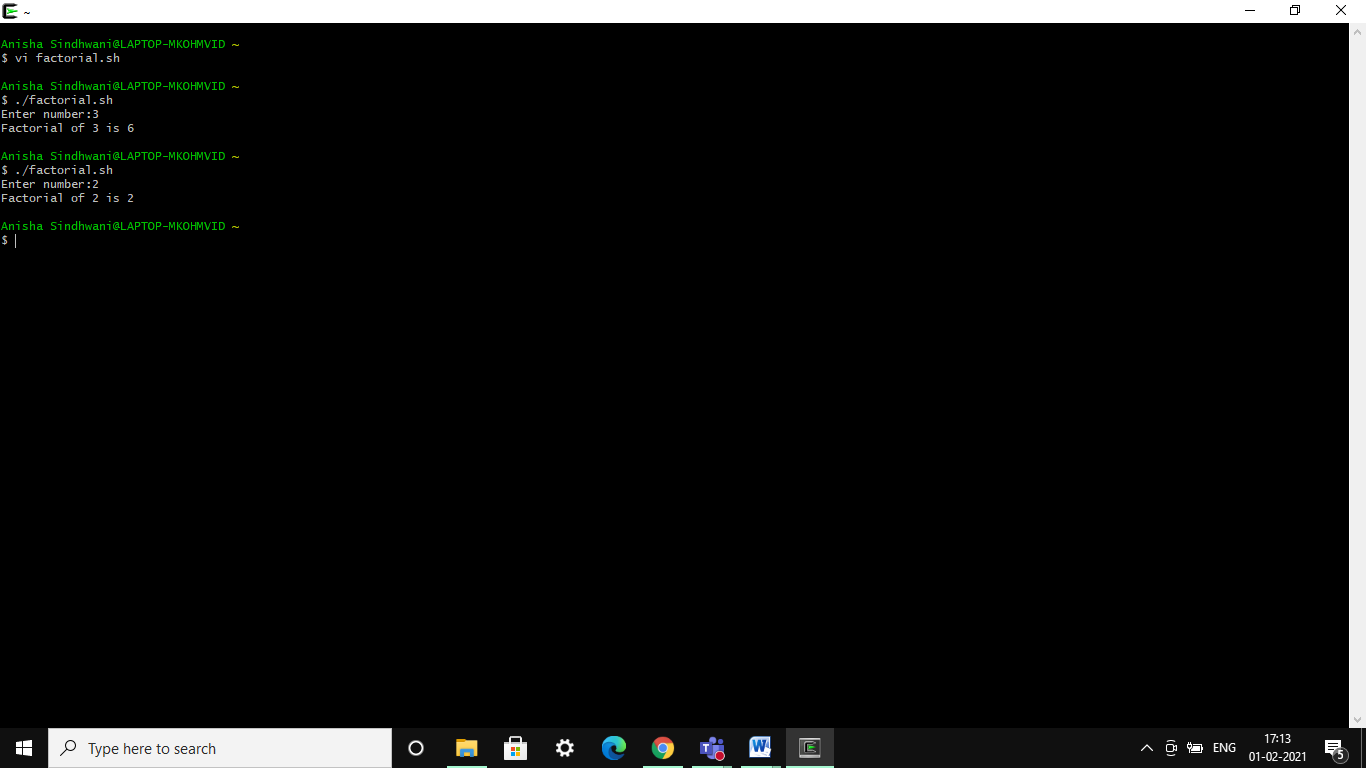 ~
Anisha Sindhwani@LAPTOP-MKOHMVID ~
$ vi factorial.sh
Anisha Sindhwani@LAPTOP-MKOHMVID ~
$ ./factorial.sh
Enter number:3
Factorial of 3 is 6
Anisha Sindhwani@LAPTOP-MKOHMVID ~
$ ./factorial.sh
Enter number:2
Factorial of 2 is 2
Anisha Sindhwani@LAPTOP-MKOHMVID ~
$
Type here to search
ENG
17:13
01-02-2021
5